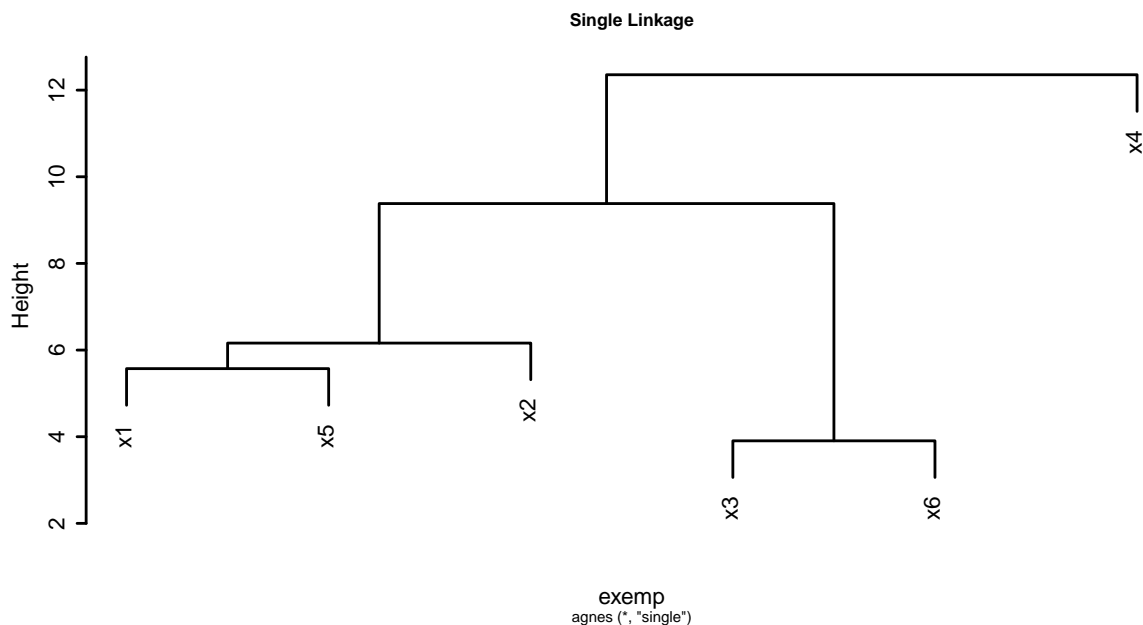 Single Linkage
12
10
8
6
4
2
Height
x4
x1
x5
x2
x3
x6
exemp
agnes (*, "single")